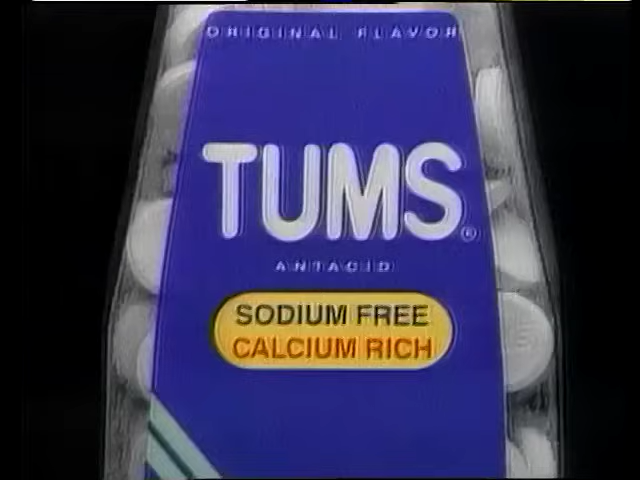 ORIGINAL FLAVOR
TUMS®
ANTACID
SODIUM FREE
CALCIUM RICH